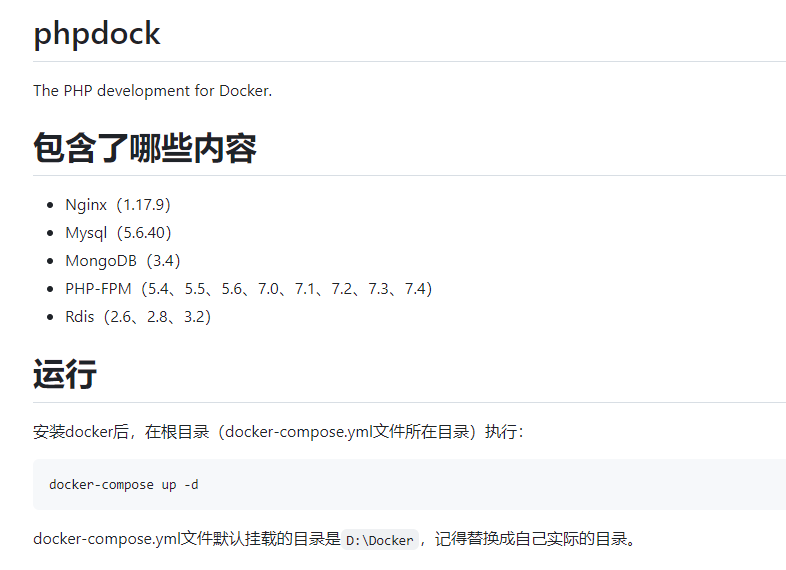 phpdock
The PHP development for Docker.
包含了哪些内容
Nginx（1.17.9）
Mysql（5.6.40）
MongoDB（3.4）
PHP-FPM（5.4、5.5、5.6、7.0、7.1、7.2、7.3、7.4）
Rdis（2.6、2.8、3.2）
运行
安装docker后，在根目录（docker-compose.yml文件所在目录）执行：
docker-compose up -d
docker-compose.yml文件默认挂载的目录是 D:\Docker ，记得替换成自己实际的目录。